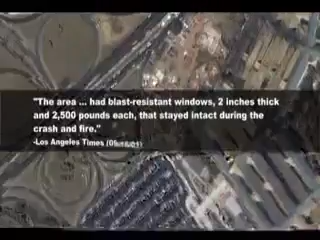 "The area ... had blast-resistant windows, 2 inches thick
and 2,500 pounds each, that stayed intact during the
crash and fire."
-Los Angeles Times